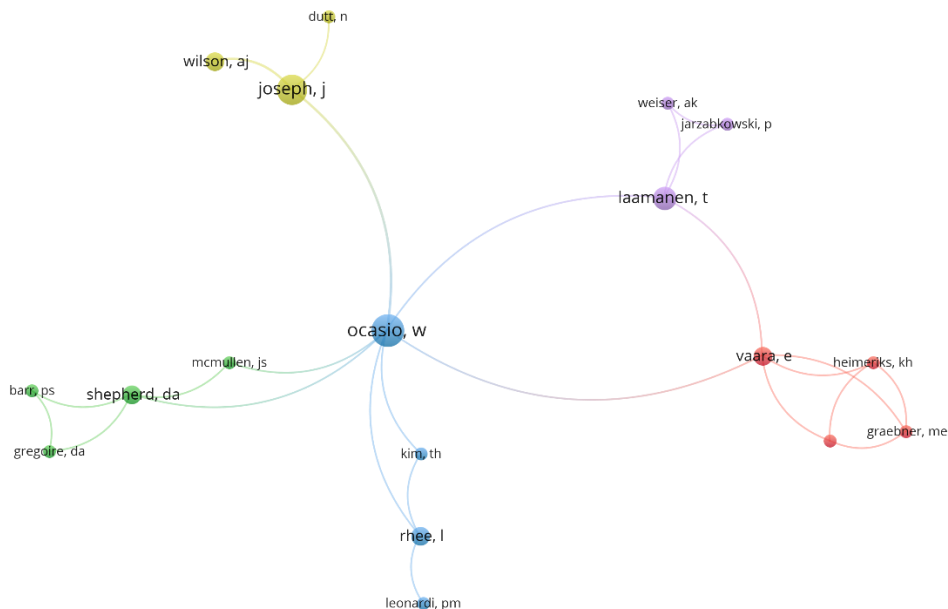 dutt, n
wilson, aj
joseph, j
weiser, ak
jarzabkowski, p
laamanen, t
ocasio, w
vaara, e
mcmullen, js
heimeriks, kh
barr, ps
shepherd, da
graebner, me
gregoire, da
kim, th
rhee, l
leonardi, pm